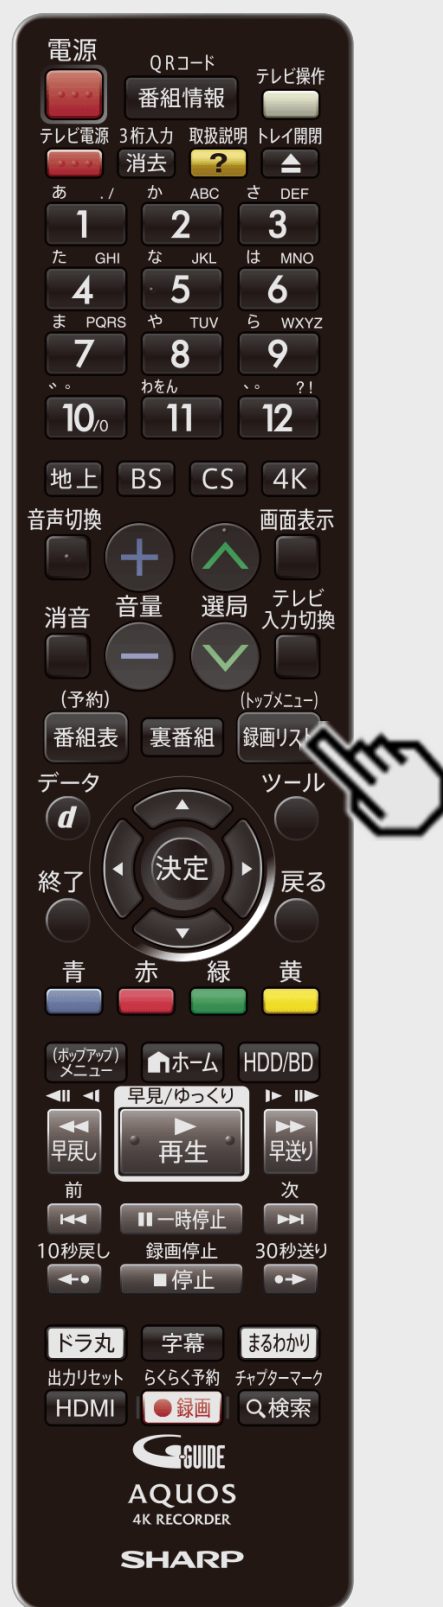 電源
QRコード
番組情報
テレビ操作
テレビ電源 3桁入力 取扱説明 トレイ開閉
消去 ?
あ ./ か ABC さ DEF
1 2 3
た GHI な JKL は MNO
4 5 6
ま PQRS や TUV ら WXYZ
7 8 9
゛゜ わをん 、。 ?!
10/0 11 12
地上 BS CS 4K
音声切換 画面表示
消音 音量 選局 テレビ
入力切換
(予約) (トップメニュー)
番組表 裏番組 録画リスト
データ ツール
d
決定
終了 戻る
青 赤 緑 黄
(ポップアップ)
メニュー ホーム HDD/BD
早見/ゆっくり
早戻し 再生 早送り
前 次
一時停止
10秒戻し 録画停止 30秒送り
停止
ドラ丸 字幕 まるわかり
出力リセット らくらく予約 チャプターマーク
HDMI 録画 検索
G-GUIDE
AQUOS
4K RECORDER
SHARP